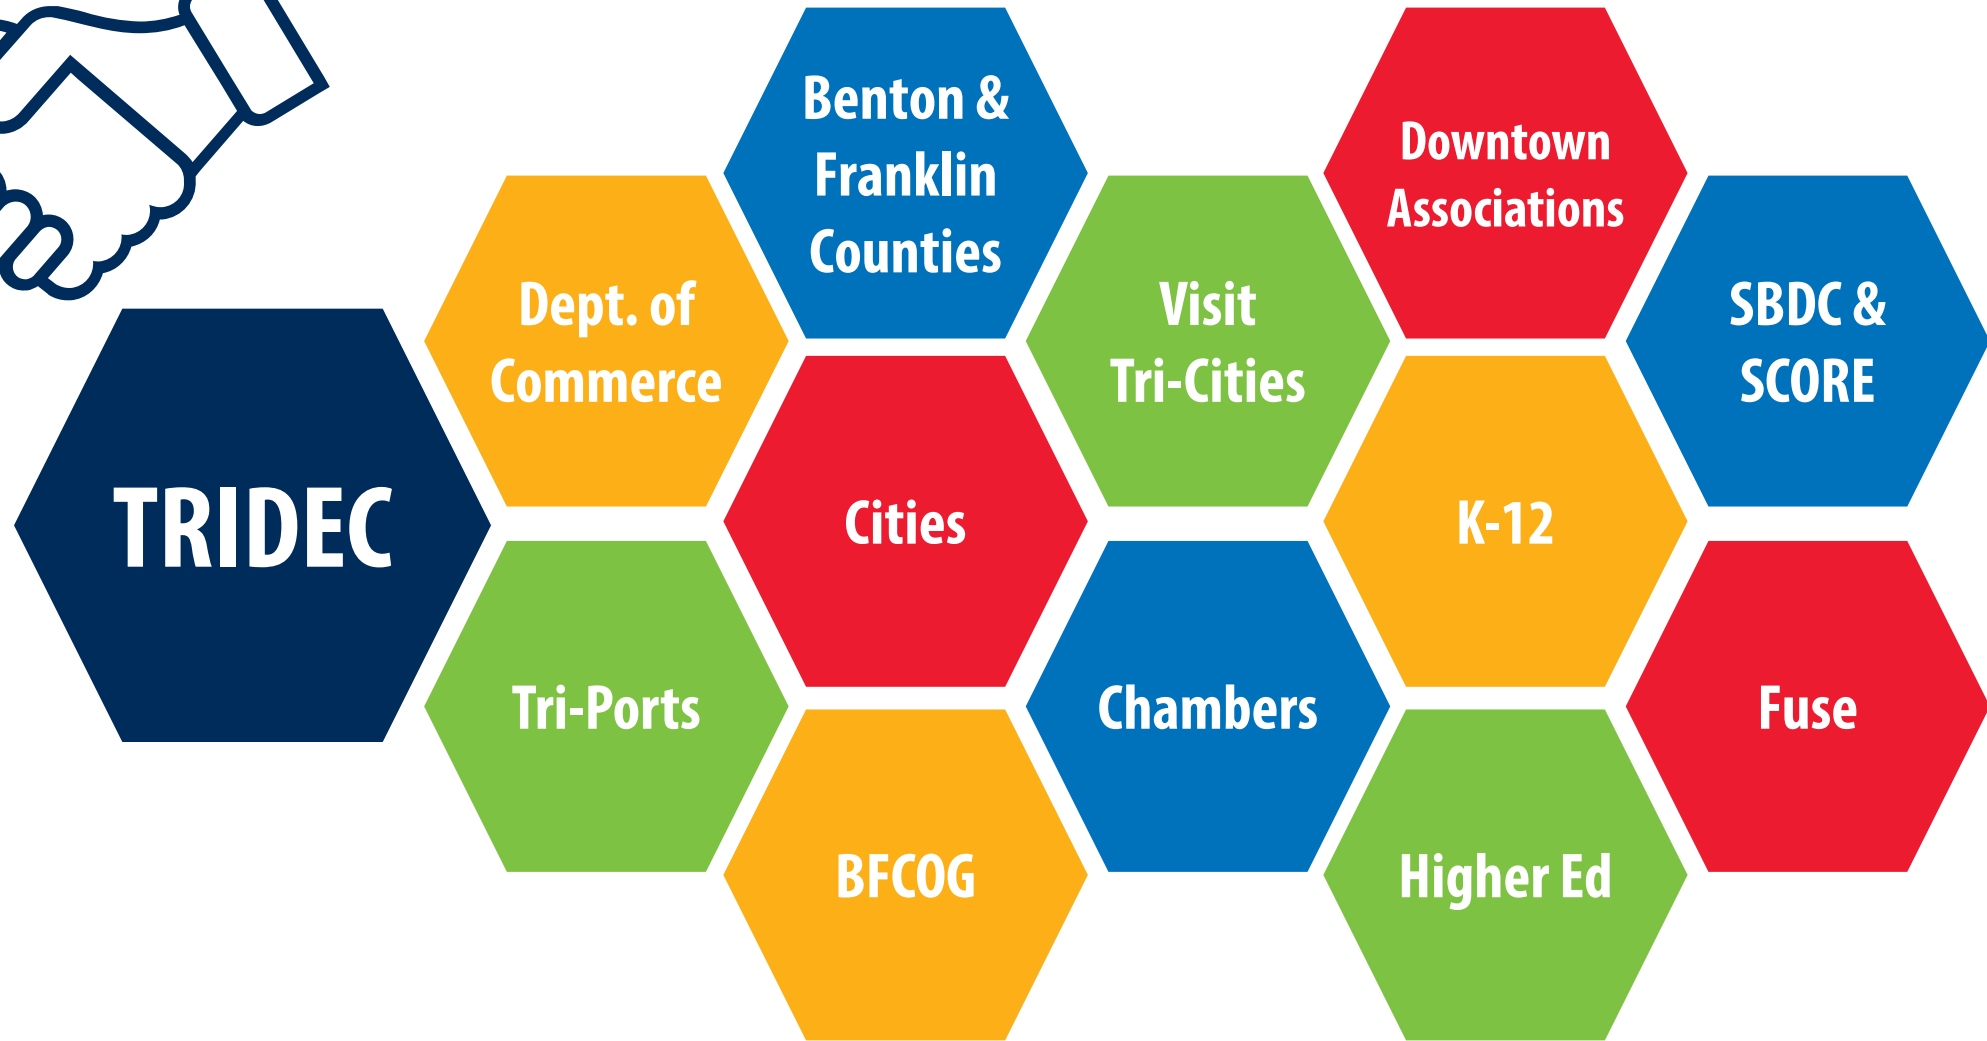 TRIDEC
Dept. of
Commerce
Tri-Ports
Benton &
Franklin
Counties
Cities
BFCOG
Visit
Tri-Cities
Chambers
Downtown
Associations
K-12
Higher Ed
SBDC &
SCORE
Fuse